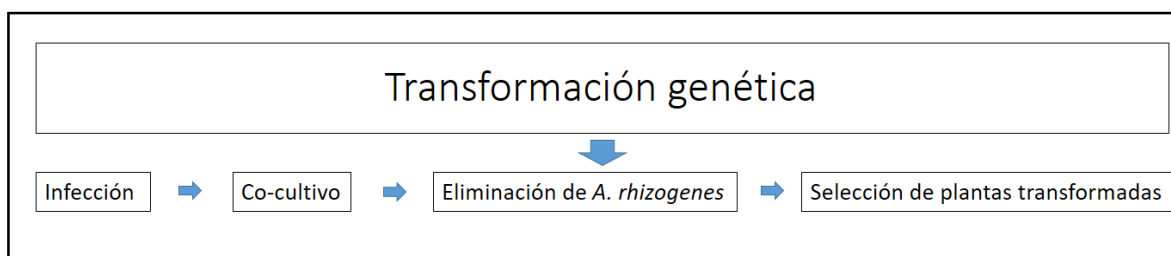 Transformación genética
Infección
Co-cultivo
Eliminación de A. rhizogenes
Selección de plantas transformadas